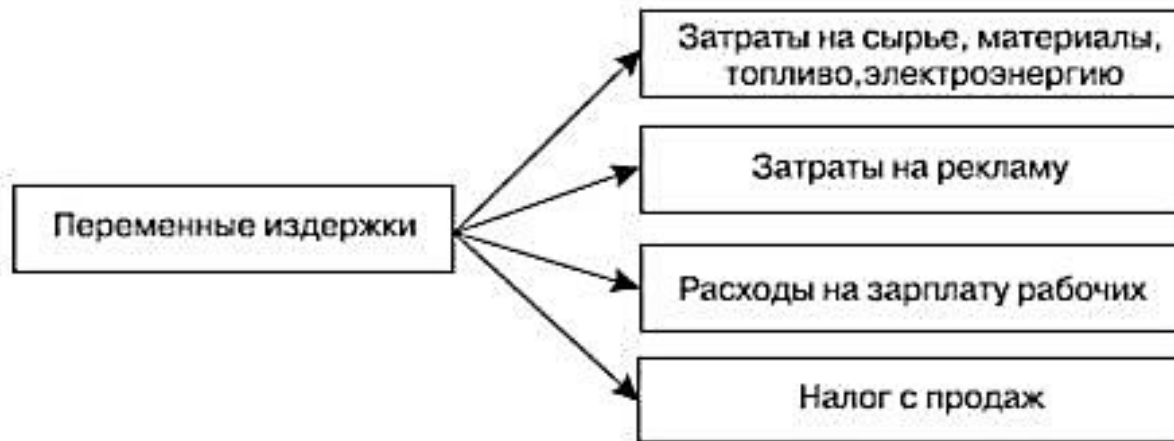 Затраты на сырье, материалы,
топливо,электроэнергию
Затраты на рекламу
Переменные издержки
Расходы на зарплату рабочих
Налог с продаж